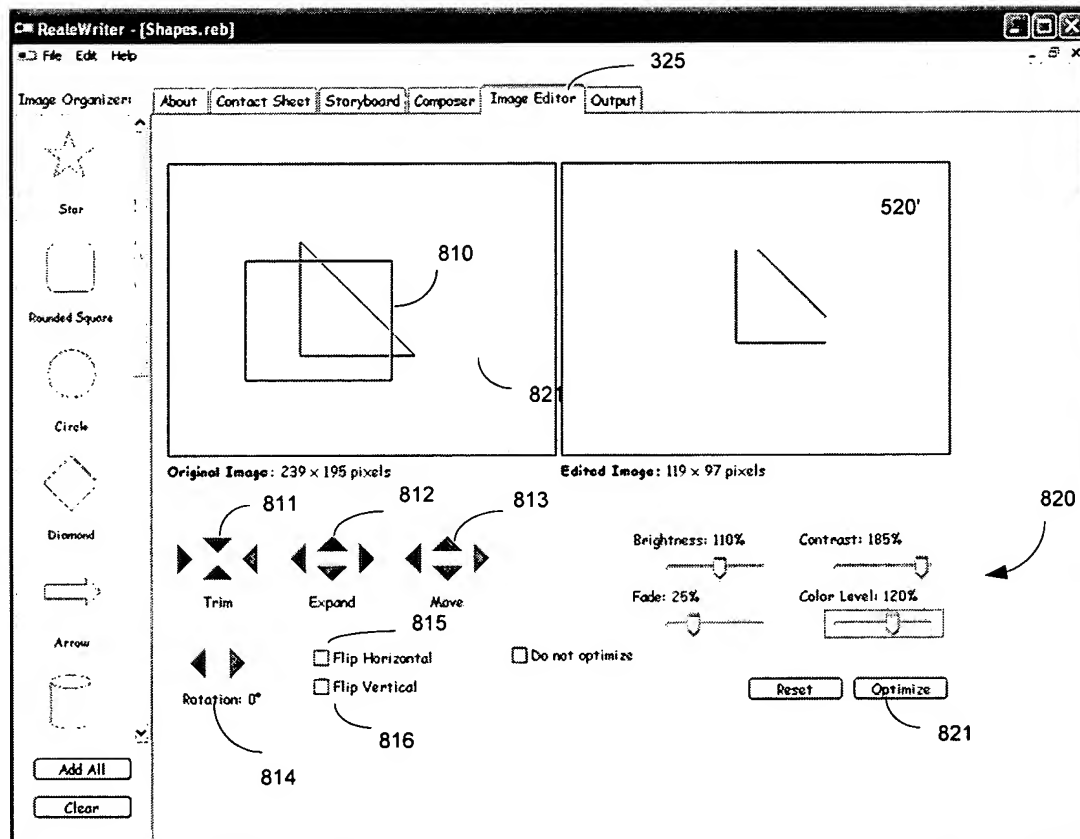 RealeWriter - [Shapes.reb]
File Edit Help
325
Image Organizer:
About Contact Sheet Storyboard Composer Image Editor Output
Star
Rounded Square
Circle
Diamond
Arrow
Add All
Clear
810
821
520'
Original Image: 239 x 195 pixels
Edited Image: 119 x 97 pixels
811
812
813
820
Trim
Expand
Move
Brightness: 110%
Contrast: 185%
Fade: 25%
Color Level: 120%
815
Flip Horizontal
Do not optimize
Flip Vertical
Rotation: 0°
Reset
Optimize
816
821
814